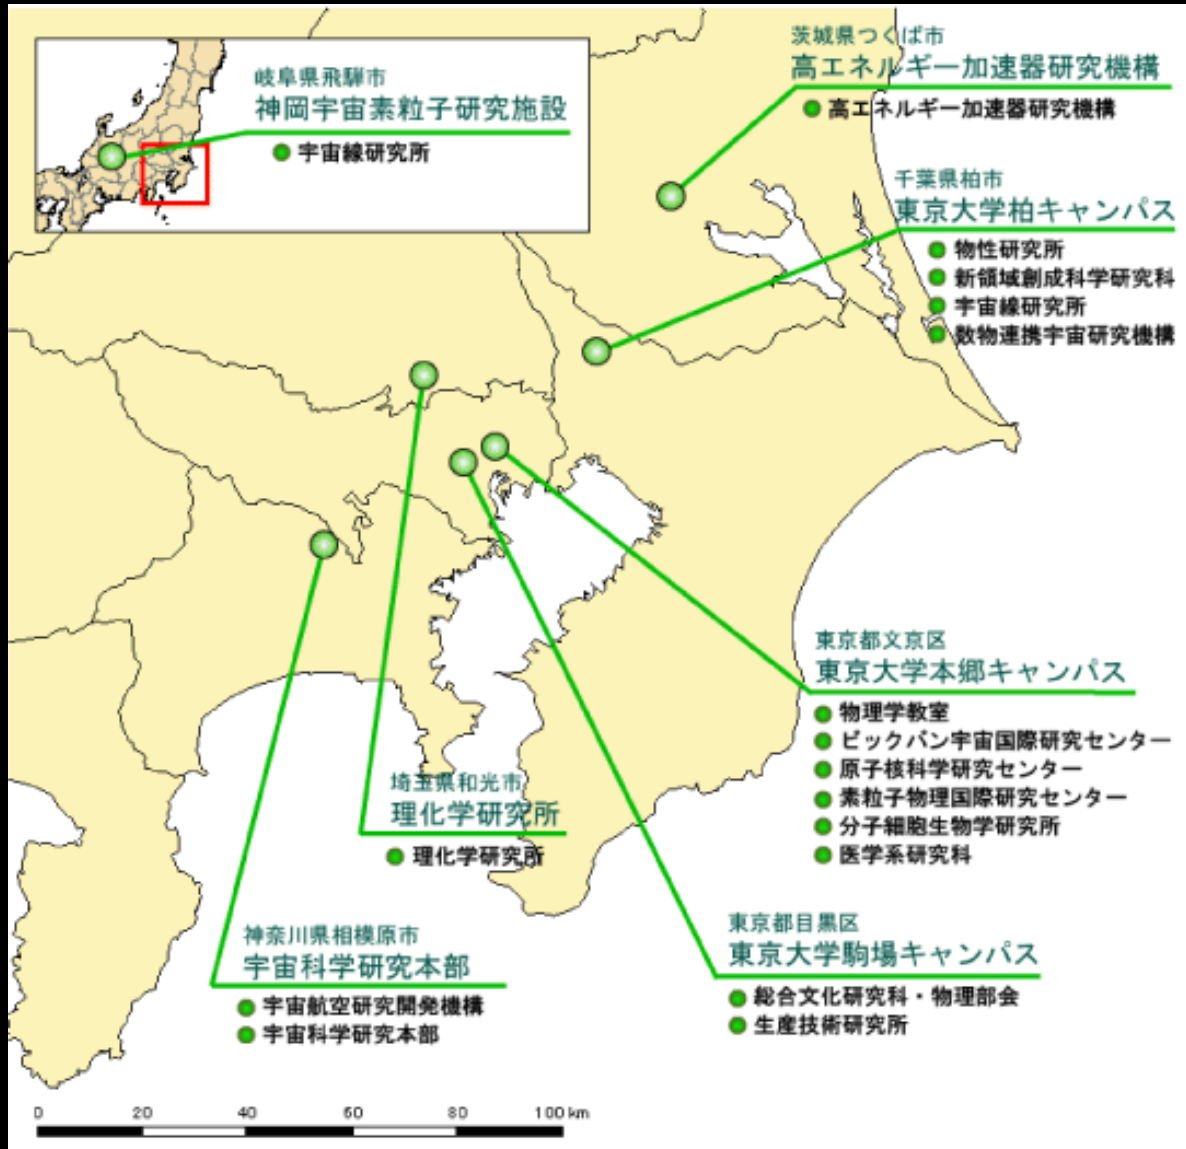 岐阜県飛騨市
神岡宇宙素粒子研究施設
宇宙線研究所
茨城県つくば市
高エネルギー加速器研究機構
高エネルギー加速器研究機構
千葉県柏市
東京大学柏キャンパス
物性研究所
新領域創成科学研究科
宇宙線研究所
数物連携宇宙研究機構
東京都文京区
東京大学本郷キャンパス
物理学教室
ビックバン宇宙国際研究センター
原子核科学研究センター
素粒子物理国際研究センター
分子細胞生物学研究所
医学系研究科
埼玉県和光市
理化学研究所
理化学研究所
東京都目黒区
東京大学駒場キャンパス
総合文化研究科・物理部会
生産技術研究所
神奈川県相模原市
宇宙科学研究本部
宇宙航空研究開発機構
宇宙科学研究本部
0 20 40 60 80 100 km